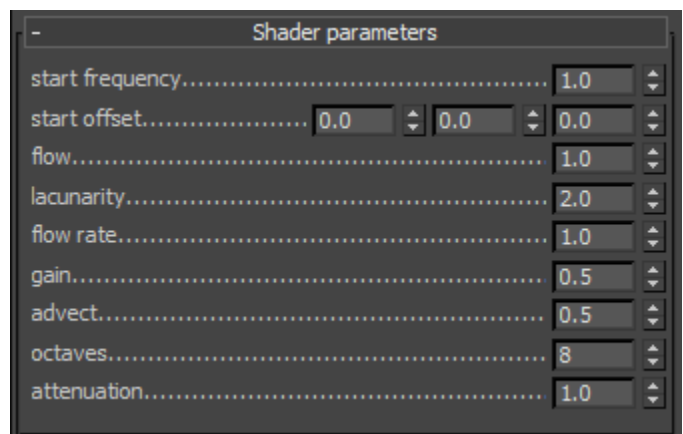 - Shader parameters
start frequency................................................ 1.0
start offset..................... 0.0 0.0 0.0
flow............................................................. 1.0
lacunarity...................................................... 2.0
flow rate....................................................... 1.0
gain............................................................. 0.5
advect.......................................................... 0.5
octaves......................................................... 8
attenuation.................................................... 1.0